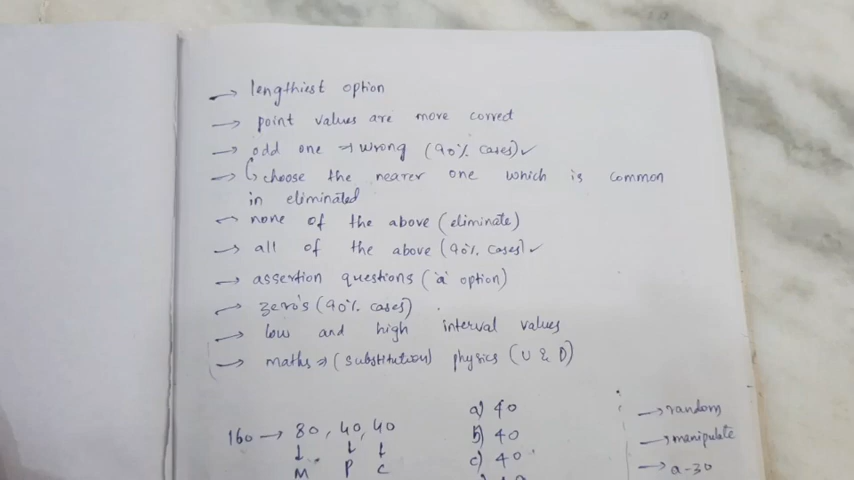 → lengthiest option
→ point values are more correct
→ odd one → wrong (90% cases) ✓
→ choose the nearer one which is common
in eliminated
→ none of the above (eliminate)
→ all of the above (90% cases) ✓
→ assertion questions ('a' option)
→ zero's (90% cases)
→ low and high interval values
→ maths → (substitution) physics (U & D)
160 → 80, 40, 40
↓ ↓ ↓
M P C
a) 40
b) 40
c) 40
→ random
→ manipulate
→ a-30